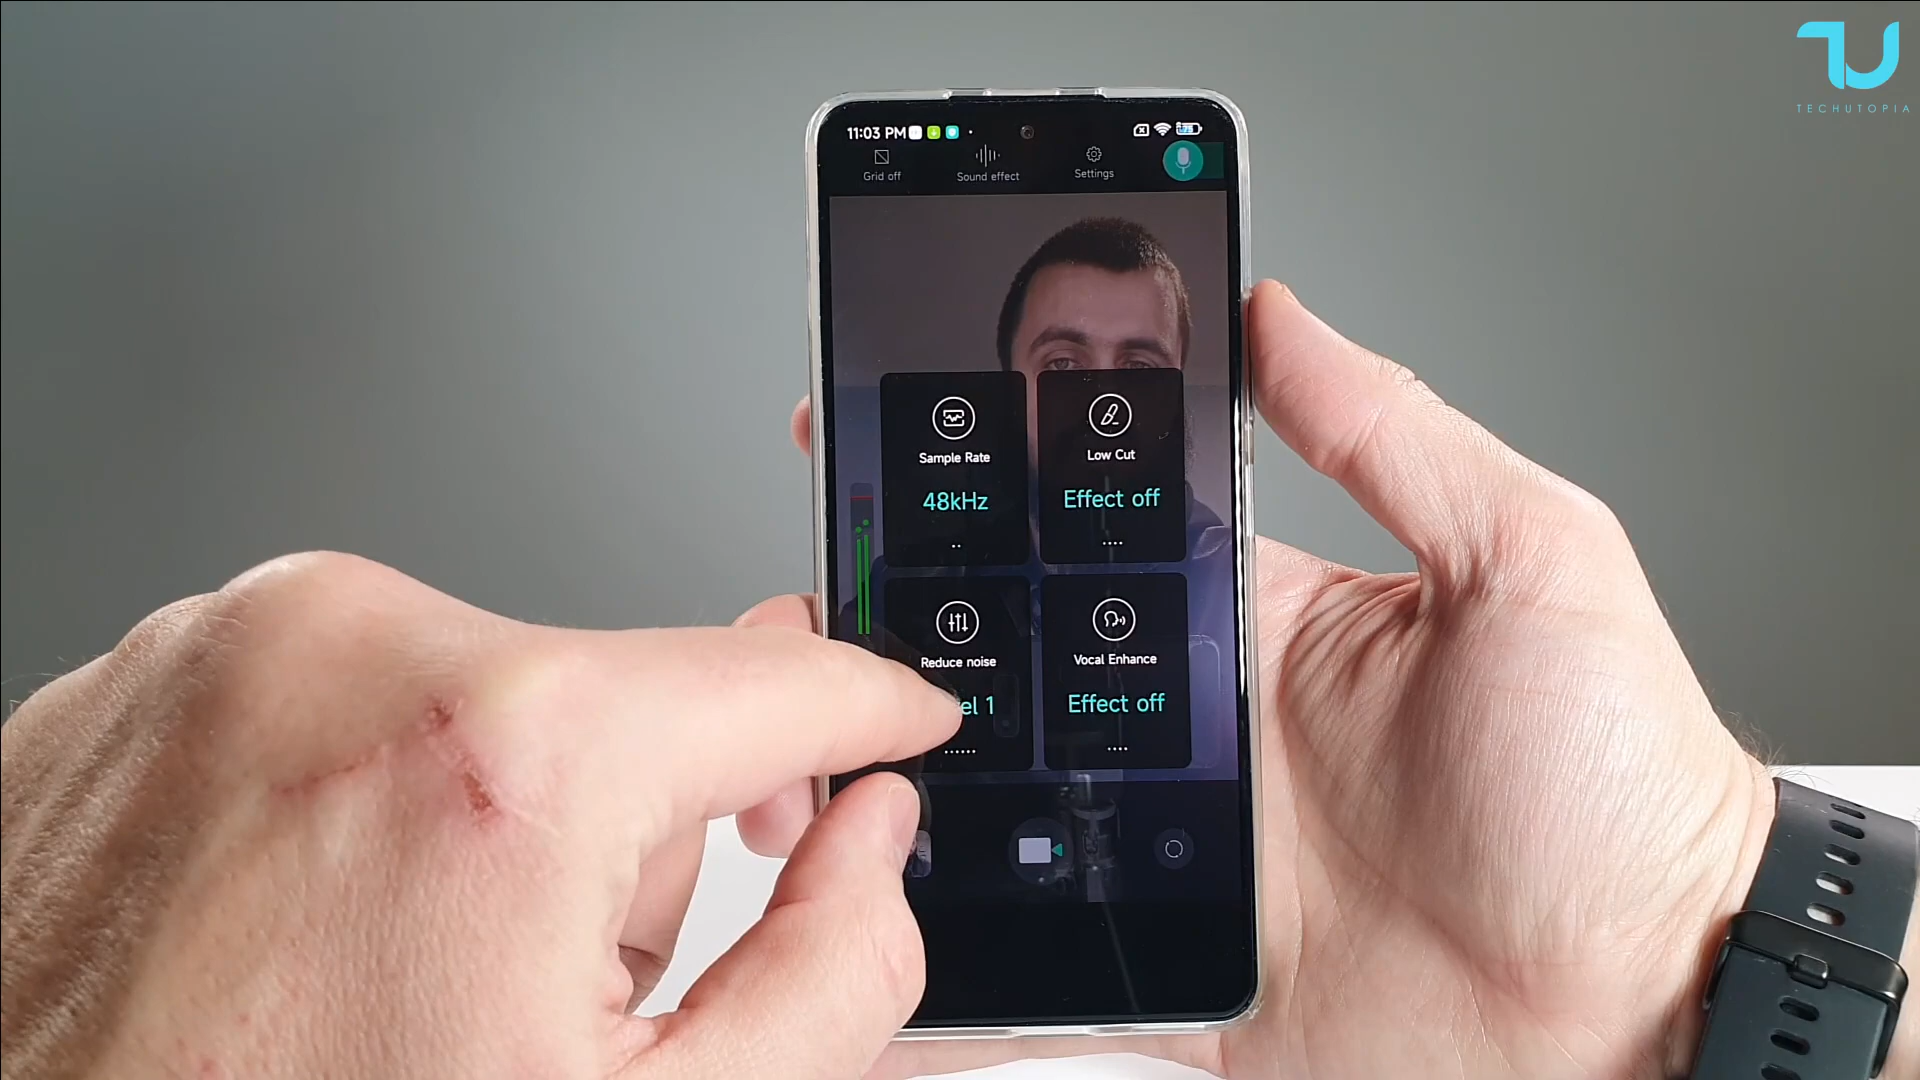 TECHUTOPIA
11:03 PM
Grid off
Sound effect
Settings
Sample Rate
48kHz
Low Cut
Effect off
Reduce noise
el 1
Vocal Enhance
Effect off